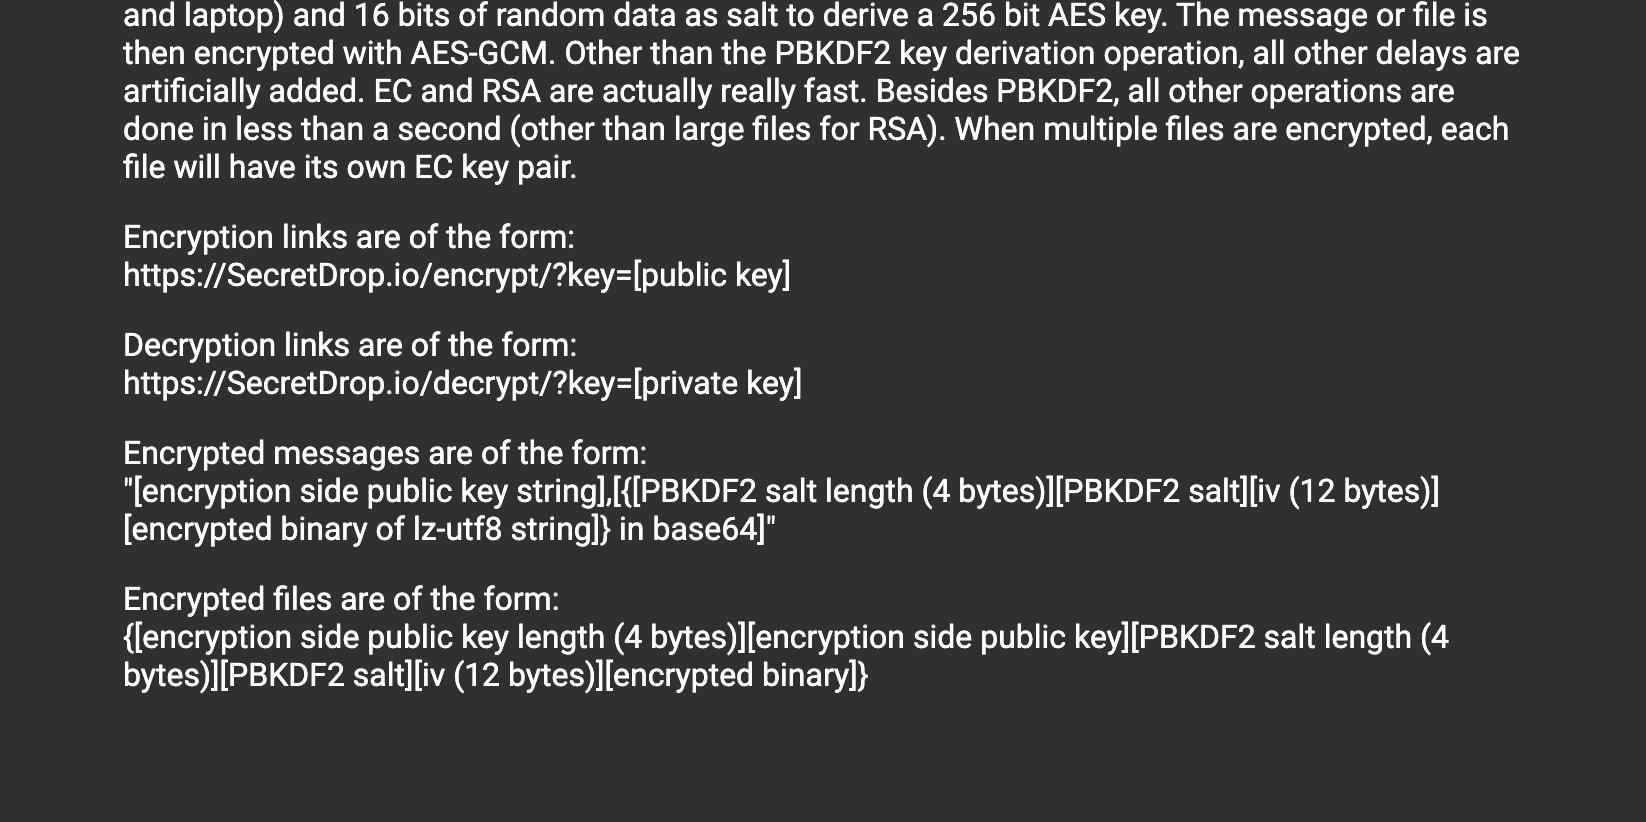 and laptop) and 16 bits of random data as salt to derive a 256 bit AES key. The message or file is
then encrypted with AES-GCM. Other than the PBKDF2 key derivation operation, all other delays are
artificially added. EC and RSA are actually really fast. Besides PBKDF2, all other operations are
done in less than a second (other than large files for RSA). When multiple files are encrypted, each
file will have its own EC key pair.
Encryption links are of the form:
https://SecretDrop.io/encrypt/?key=[public key]
Decryption links are of the form:
https://SecretDrop.io/decrypt/?key=[private key]
Encrypted messages are of the form:
"[encryption side public key string],[{[PBKDF2 salt length (4 bytes)][PBKDF2 salt][iv (12 bytes)]
[encrypted binary of lz-utf8 string]} in base64]"
Encrypted files are of the form:
{[encryption side public key length (4 bytes)][encryption side public key][PBKDF2 salt length (4
bytes)][PBKDF2 salt][iv (12 bytes)][encrypted binary]}